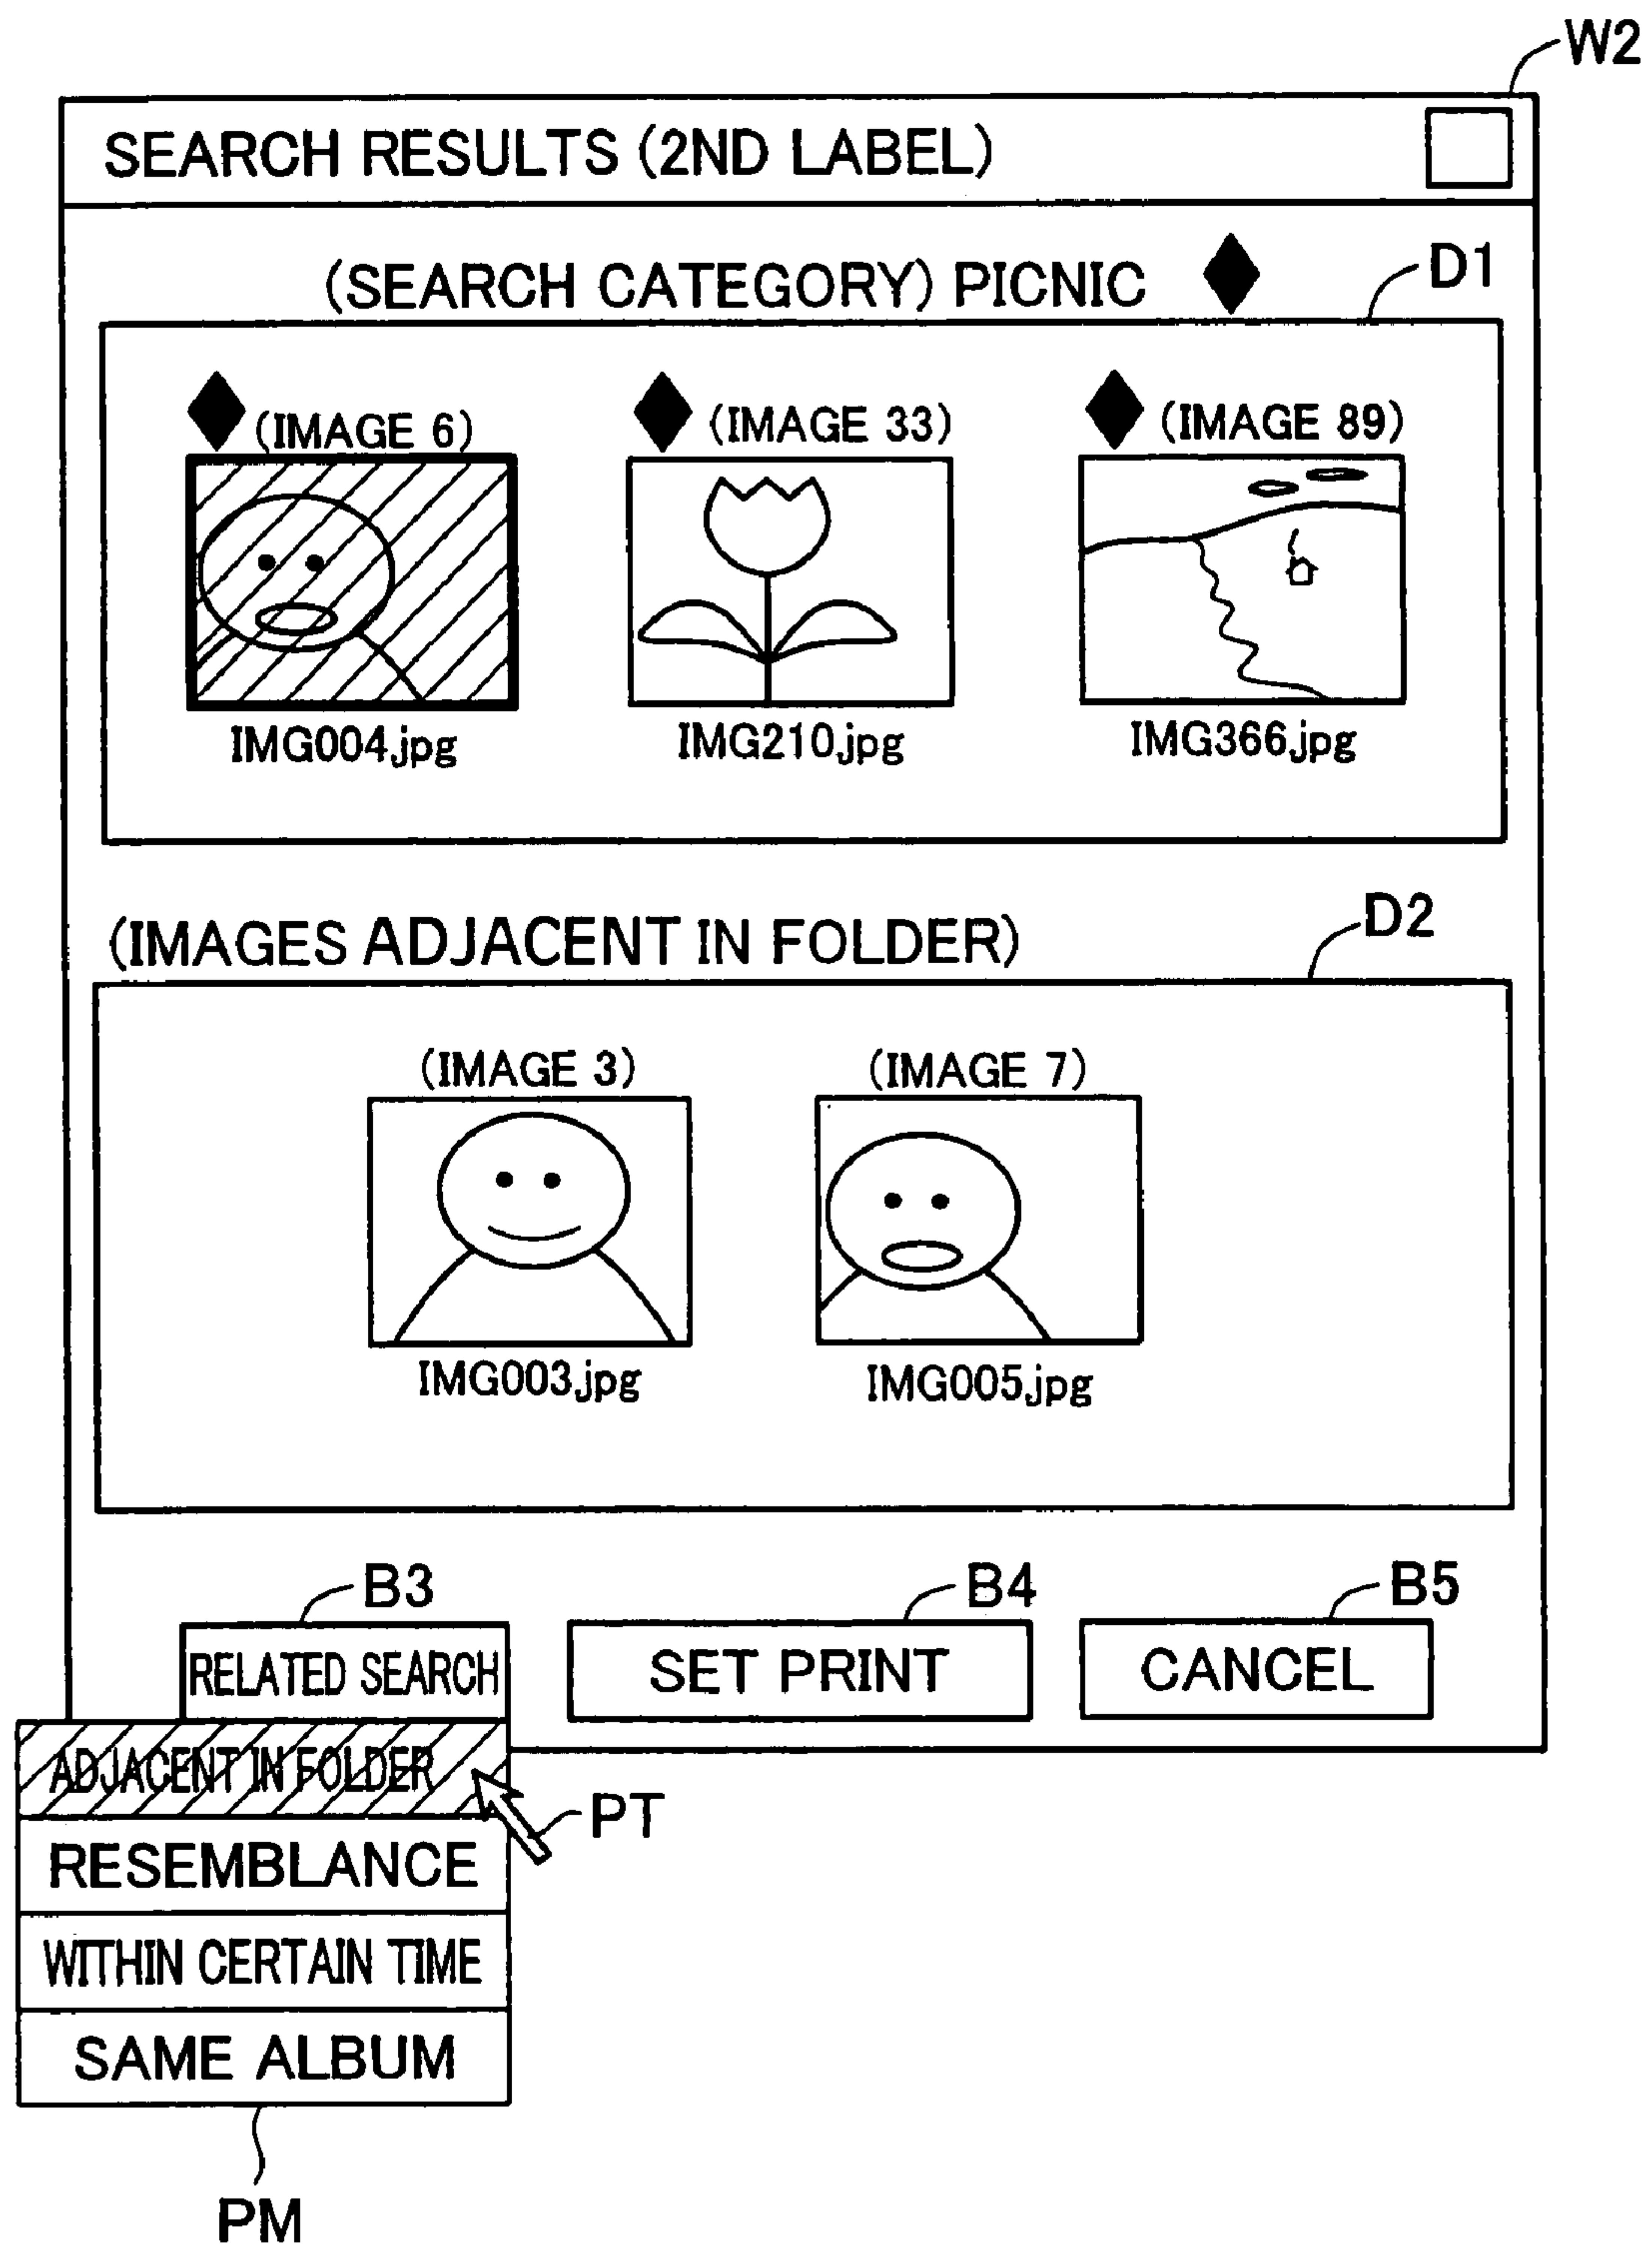 W2
SEARCH RESULTS (2ND LABEL)
(SEARCH CATEGORY) PICNIC
D1
(IMAGE 6) (IMAGE 33) (IMAGE 89)
IMG004.jpg IMG210.jpg IMG366.jpg
D2
(IMAGES ADJACENT IN FOLDER)
(IMAGE 3) (IMAGE 7)
IMG003.jpg IMG005.jpg
B3 B4 B5
RELATED SEARCH SET PRINT CANCEL
ADJACENT IN FOLDER
PT
RESEMBLANCE
WITHIN CERTAIN TIME
SAME ALBUM
PM